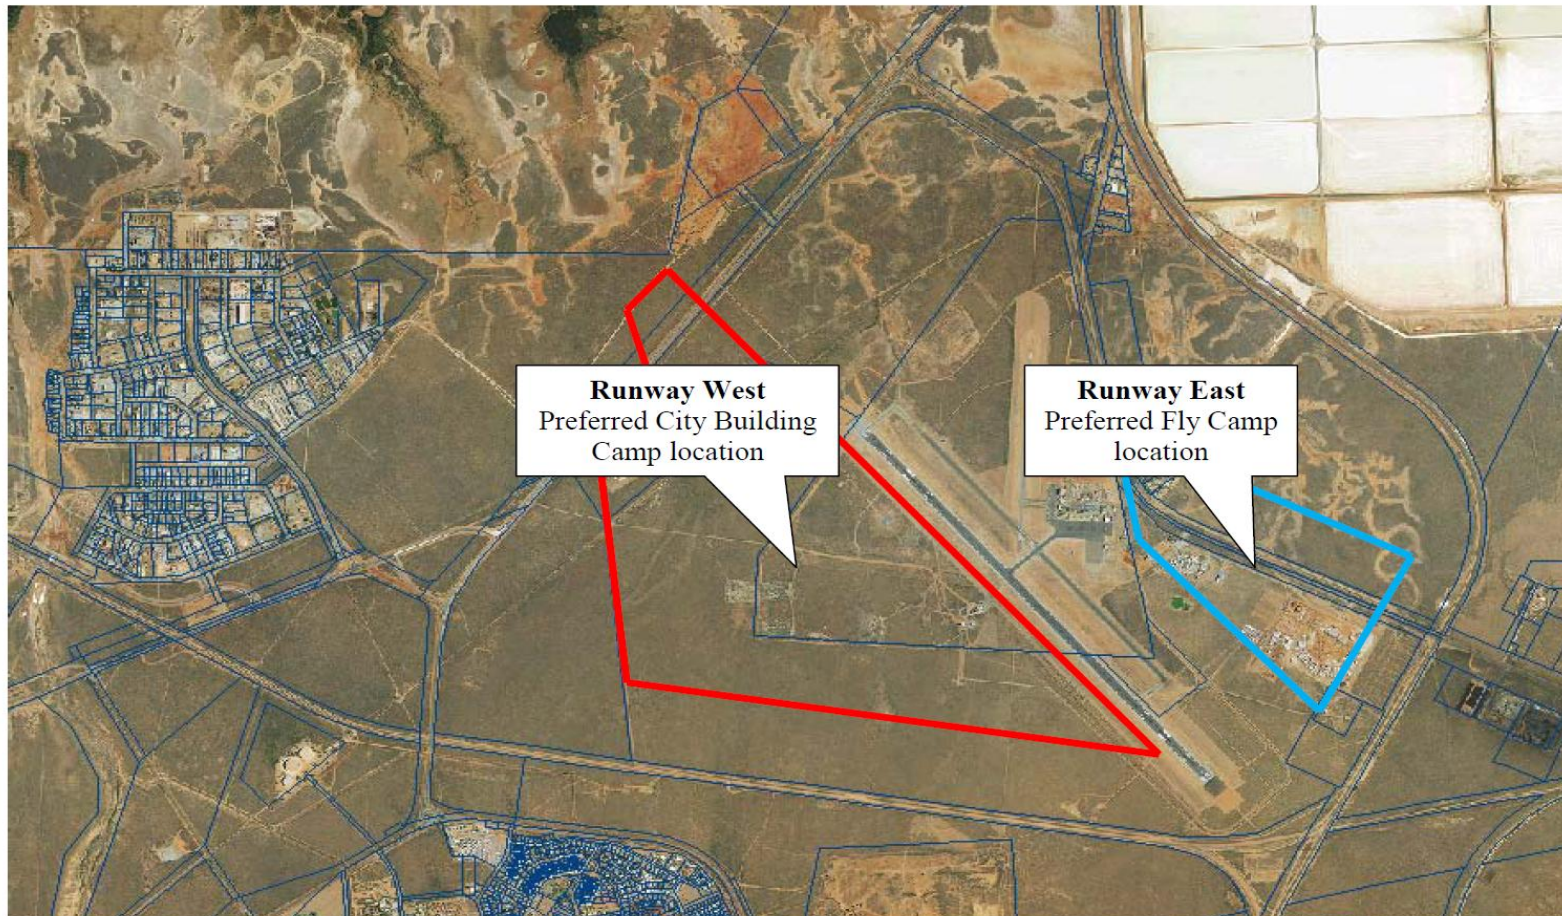 Runway West
Preferred City Building
Camp location
Runway East
Preferred Fly Camp
location